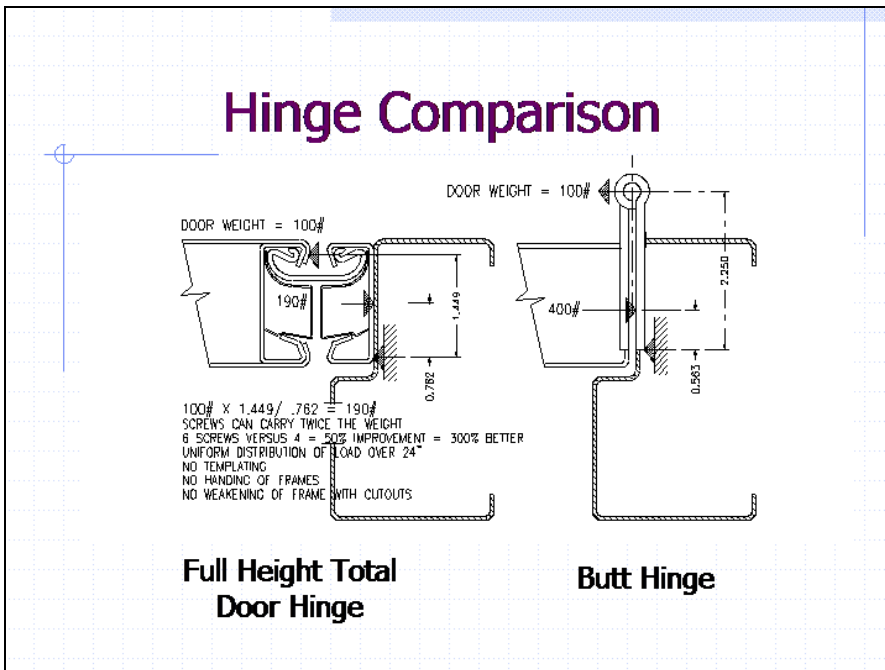 Hinge Comparison
DOOR WEIGHT = 100#
190#
1.449
0.762
100# X 1.449/ .762 = 190#
SCREWS CAN CARRY TWICE THE WEIGHT
6 SCREWS VERSUS 4 = 50% IMPROVEMENT = 300% BETTER
UNIFORM DISTRIBUTION OF LOAD OVER 24"
NO TEMPLATING
NO HANDING OF FRAMES
NO WEAKENING OF FRAME WITH CUTOUTS
DOOR WEIGHT = 100#
400#
2.250
0.563
Full Height Total
Door Hinge
Butt Hinge